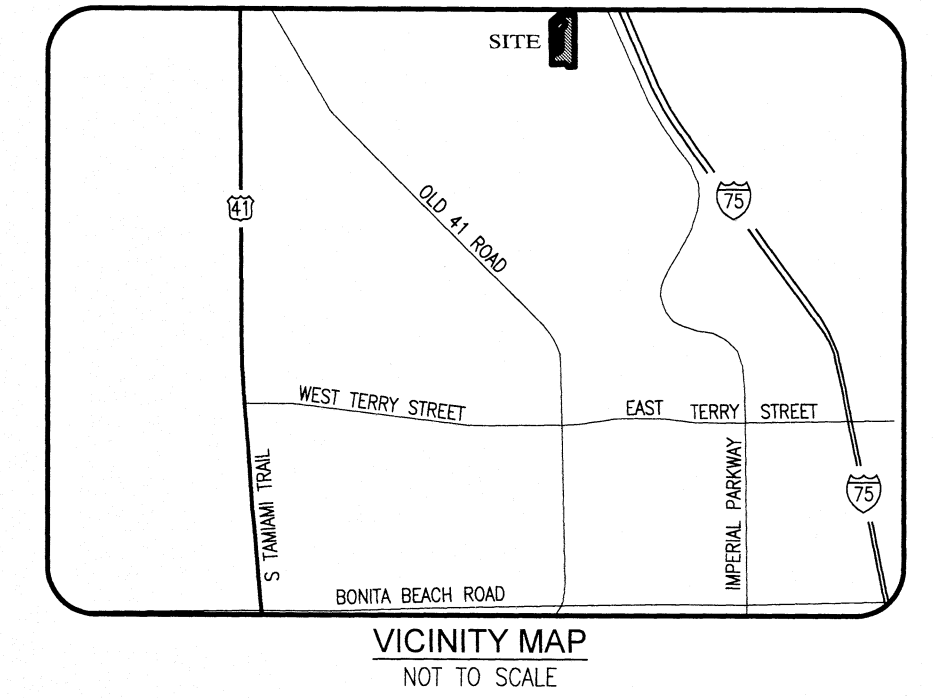 SITE
41
OLD 41 ROAD
75
WEST TERRY STREET
EAST TERRY STREET
S TAMIAMI TRAIL
IMPERIAL PARKWAY
75
BONITA BEACH ROAD
VICINITY MAP
NOT TO SCALE